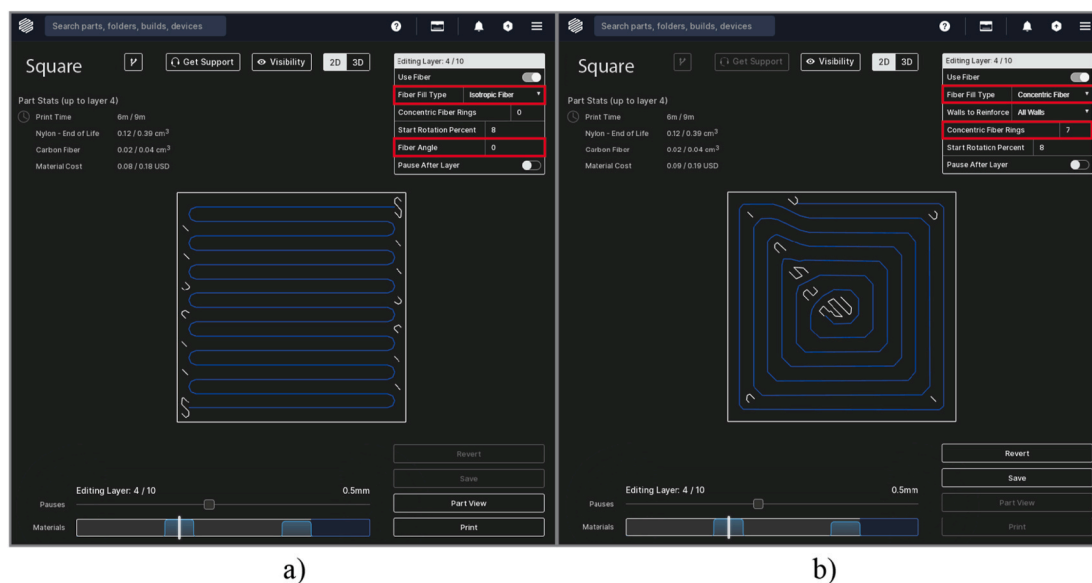 Search parts, folders, builds, devices
Square
Get Support
Visibility
2D 3D
Part Stats (up to layer 4)
Print Time 6m / 9m
Nylon - End of Life 0.12 / 0.39 cm³
Carbon Fiber 0.02 / 0.04 cm³
Material Cost 0.08 / 0.18 USD
Editing Layer: 4 / 10
Use Fiber
Fiber Fill Type Isotropic Fiber
Concentric Fiber Rings 0
Start Rotation Percent 8
Fiber Angle 0
Pause After Layer
Revert
Save
Part View
Print
Editing Layer: 4 / 10 0.5mm
Pauses
Materials
a)
Search parts, folders, builds, devices
Square
Get Support
Visibility
2D 3D
Part Stats (up to layer 4)
Print Time 6m / 9m
Nylon - End of Life 0.12 / 0.39 cm³
Carbon Fiber 0.02 / 0.04 cm³
Material Cost 0.09 / 0.19 USD
Editing Layer: 4 / 10
Use Fiber
Fiber Fill Type Concentric Fiber
Walls to Reinforce All Walls
Concentric Fiber Rings 7
Start Rotation Percent 8
Pause After Layer
Revert
Save
Part View
Print
Editing Layer: 4 / 10 0.5mm
Pauses
Materials
b)